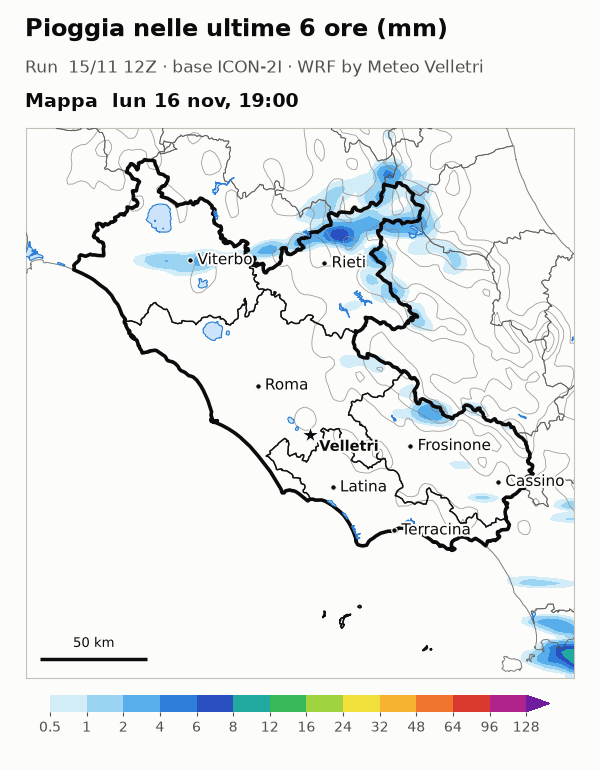 Pioggia nelle ultime 6 ore (mm)
Run  15/11 12Z · base ICON-2I · WRF by Meteo Velletri
Mappa  lun 16 nov, 19:00
Viterbo
Rieti
Roma
Velletri
Frosinone
Cassino
Latina
Terracina
50 km
0.5 1 2 4 6 8 12 16 24 32 48 64 96 128